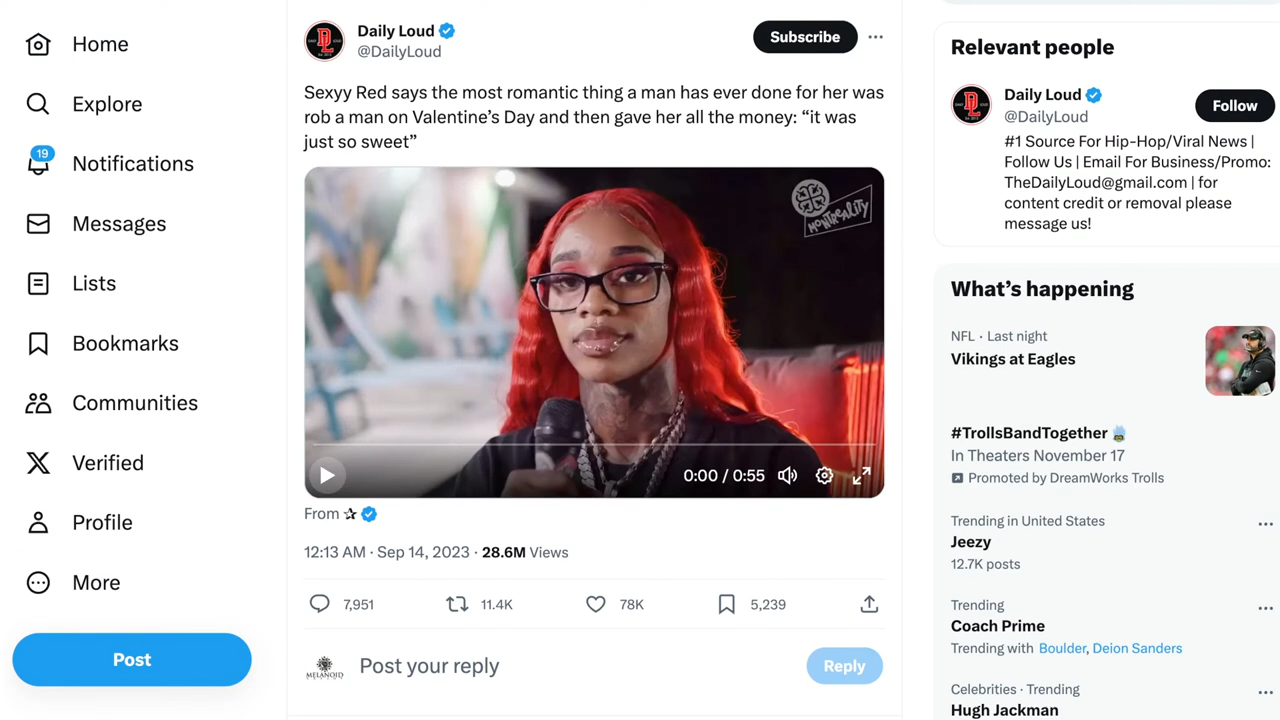 Home
Explore
19
Notifications
Messages
Lists
Bookmarks
Communities
Verified
Profile
More
Post
Daily Loud
@DailyLoud
Subscribe
Sexyy Red says the most romantic thing a man has ever done for her was
rob a man on Valentine’s Day and then gave her all the money: “it was
just so sweet”
MONTREALITY
0:00 / 0:55
From ✰
12:13 AM · Sep 14, 2023 · 28.6M Views
7,951
11.4K
78K
5,239
MELANOID
Post your reply
Reply
Relevant people
Daily Loud
@DailyLoud
Follow
#1 Source For Hip-Hop/Viral News |
Follow Us | Email For Business/Promo:
TheDailyLoud@gmail.com | for
content credit or removal please
message us!
What’s happening
NFL · Last night
Vikings at Eagles
#TrollsBandTogether
In Theaters November 17
Promoted by DreamWorks Trolls
Trending in United States
Jeezy
12.7K posts
Trending
Coach Prime
Trending with Boulder, Deion Sanders
Celebrities · Trending
Hugh Jackman